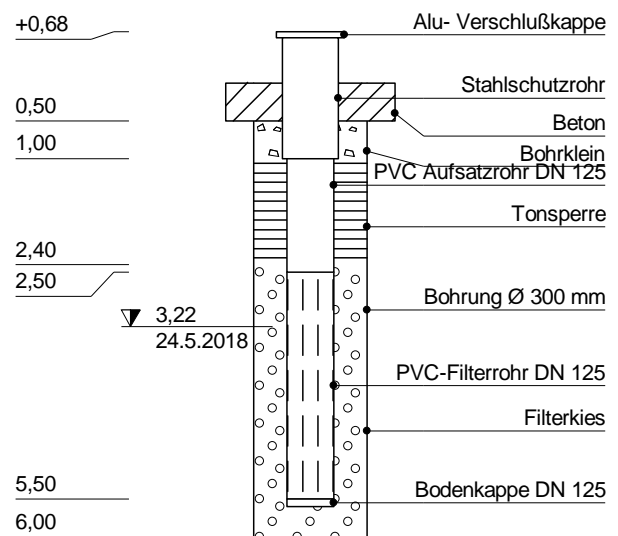 +0,68
Alu- Verschlußkappe
Stahlschutzrohr
0,50
Beton
1,00
Bohrklein
PVC Aufsatzrohr DN 125
Tonsperre
2,40
2,50
Bohrung Ø 300 mm
3,22
24.5.2018
PVC-Filterrohr DN 125
Filterkies
5,50
Bodenkappe DN 125
6,00